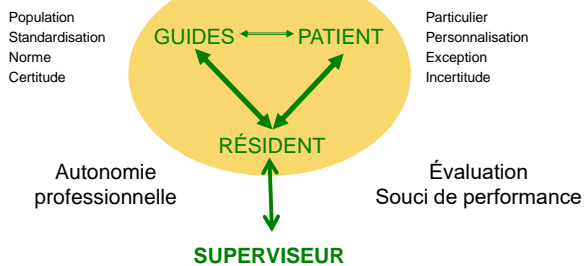 Population
Standardisation
Norme
Certitude
GUIDES
PATIENT
Particulier
Personnalisation
Exception
Incertitude
RÉSIDENT
Autonomie
professionnelle
Évaluation
Souci de performance
SUPERVISEUR